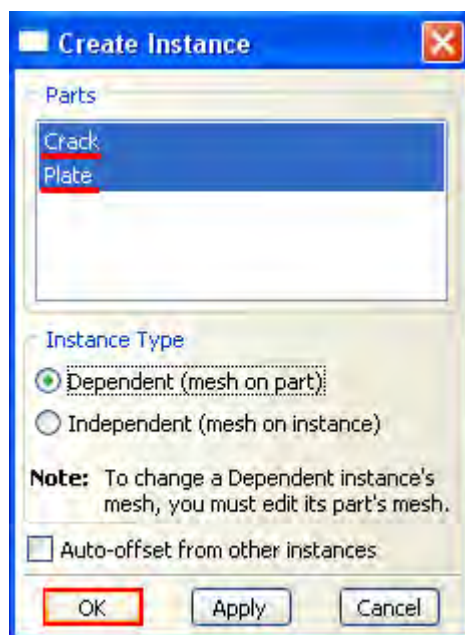 Create Instance
Parts
Crack
Plate
Instance Type
Dependent (mesh on part)
Independent (mesh on instance)
Note: To change a Dependent instance's
mesh, you must edit its part's mesh.
Auto-offset from other instances
OK Apply Cancel